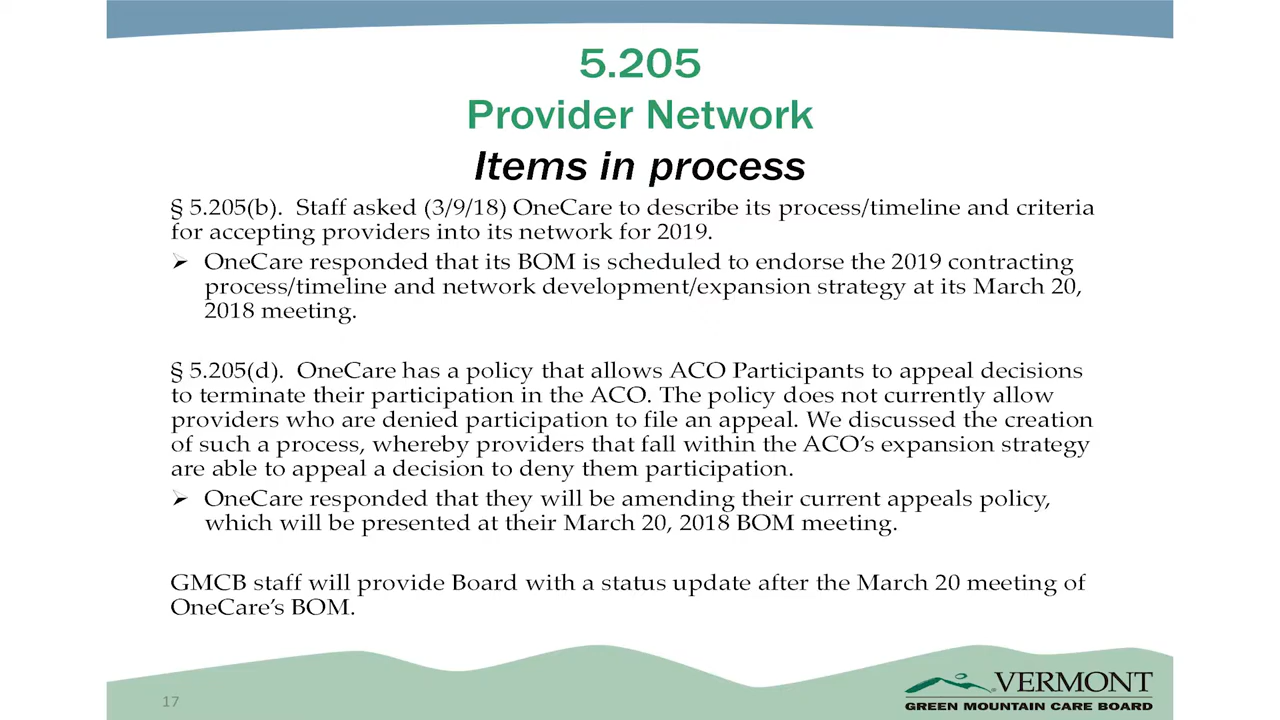 5.205
Provider Network
Items in process
§ 5.205(b).  Staff asked (3/9/18) OneCare to describe its process/timeline and criteria
for accepting providers into its network for 2019.
➢ OneCare responded that its BOM is scheduled to endorse the 2019 contracting
process/timeline and network development/expansion strategy at its March 20,
2018 meeting.
§ 5.205(d).  OneCare has a policy that allows ACO Participants to appeal decisions
to terminate their participation in the ACO. The policy does not currently allow
providers who are denied participation to file an appeal. We discussed the creation
of such a process, whereby providers that fall within the ACO’s expansion strategy
are able to appeal a decision to deny them participation.
➢ OneCare responded that they will be amending their current appeals policy,
which will be presented at their March 20, 2018 BOM meeting.
GMCB staff will provide Board with a status update after the March 20 meeting of
OneCare’s BOM.
17
VERMONT
GREEN MOUNTAIN CARE BOARD